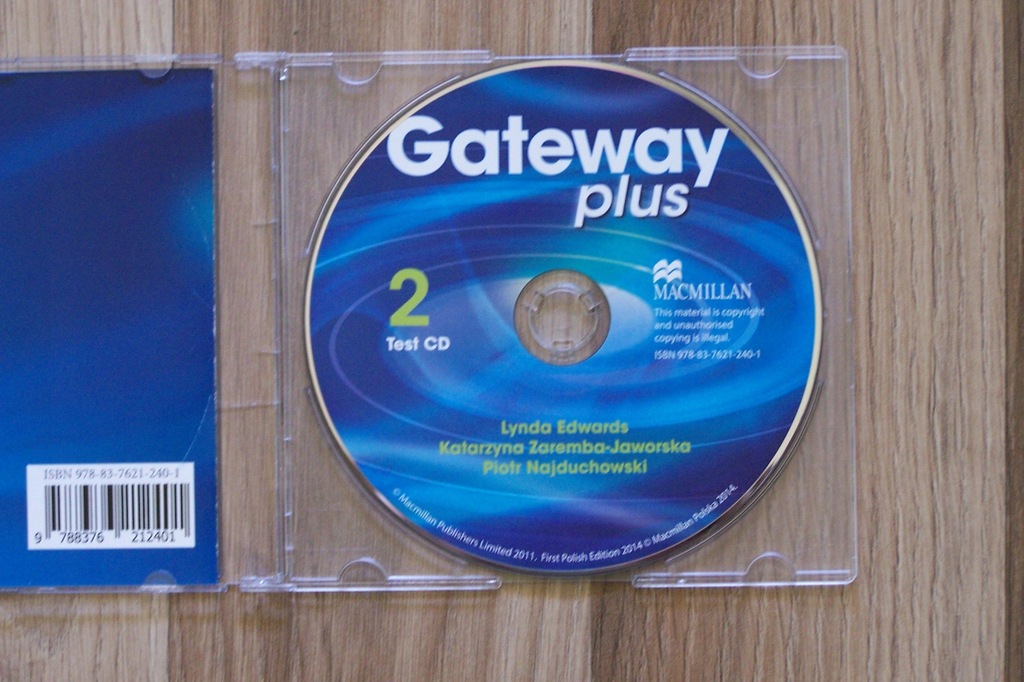 Gateway
plus
2
Test CD
MACMILLAN
This material is copyright
and unauthorised
copying is illegal.
ISBN 978-83-7621-240-1
Lynda Edwards
Katarzyna Zaremba-Jaworska
Piotr Najduchowski
© Macmillan Publishers Limited 2011. First Polish Edition 2014 © Macmillan Polska 2014.
ISBN 978-83-7621-240-1
9 788376 212401